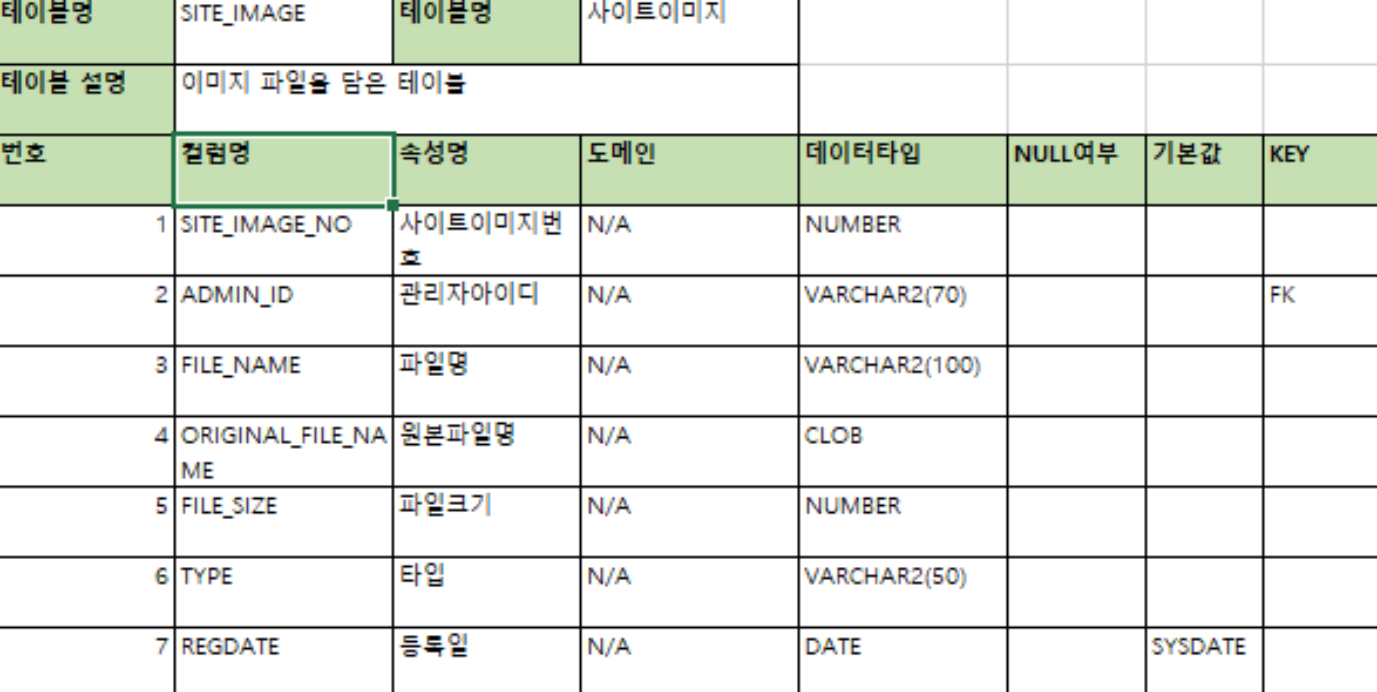 테이블명 SITE_IMAGE 테이블명 사이트이미지
테이블 설명 이미지 파일을 담은 테이블
번호 컬럼명 속성명 도메인 데이터타입 NULL여부 기본값 KEY
1 SITE_IMAGE_NO 사이트이미지번 N/A NUMBER
호
2 ADMIN_ID 관리자아이디 N/A VARCHAR2(70) FK
3 FILE_NAME 파일명 N/A VARCHAR2(100)
4 ORIGINAL_FILE_NA 원본파일명 N/A CLOB
ME
5 FILE_SIZE 파일크기 N/A NUMBER
6 TYPE 타입 N/A VARCHAR2(50)
7 REGDATE 등록일 N/A DATE SYSDATE